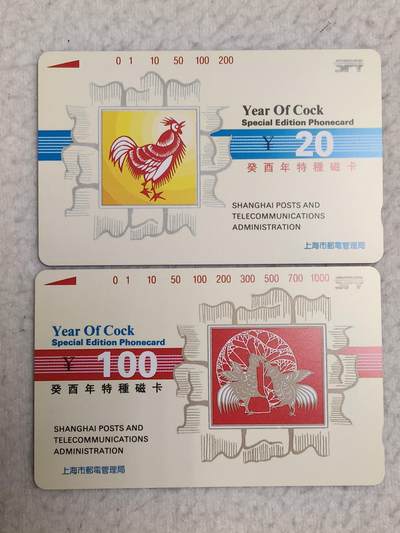 0 1 10 50 100 200
Year Of Cock
Special Edition Phonecard
¥ 20
癸酉年特種磁卡
SHANGHAI POSTS AND
TELECOMMUNICATIONS
ADMINISTRATION
上海市郵電管理局
0 1 10 50 100 200 300 500 700 1000
Year Of Cock
Special Edition Phonecard
¥ 100
癸酉年特種磁卡
SHANGHAI POSTS AND
TELECOMMUNICATIONS
ADMINISTRATION
上海市郵電管理局